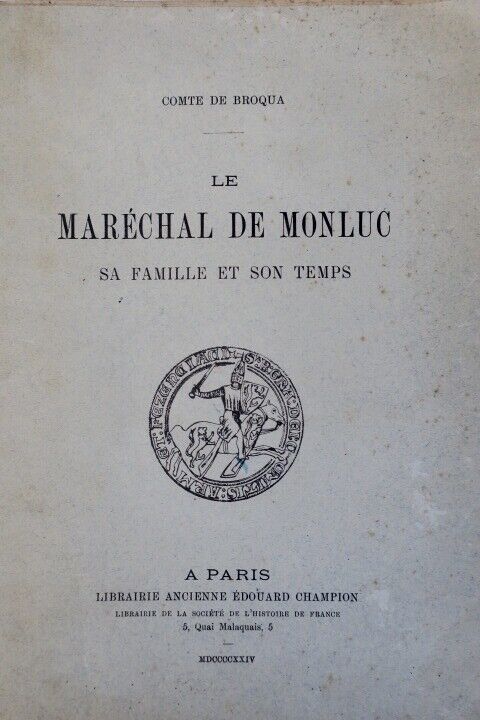 COMTE DE BROQUA
LE
MARÉCHAL DE MONLUC
SA FAMILLE ET SON TEMPS
A PARIS
LIBRAIRIE ANCIENNE ÉDOUARD CHAMPION
LIBRAIRIE DE LA SOCIÉTÉ DE L'HISTOIRE DE FRANCE
5, Quai Malaquais, 5
MDCCCCXXIV